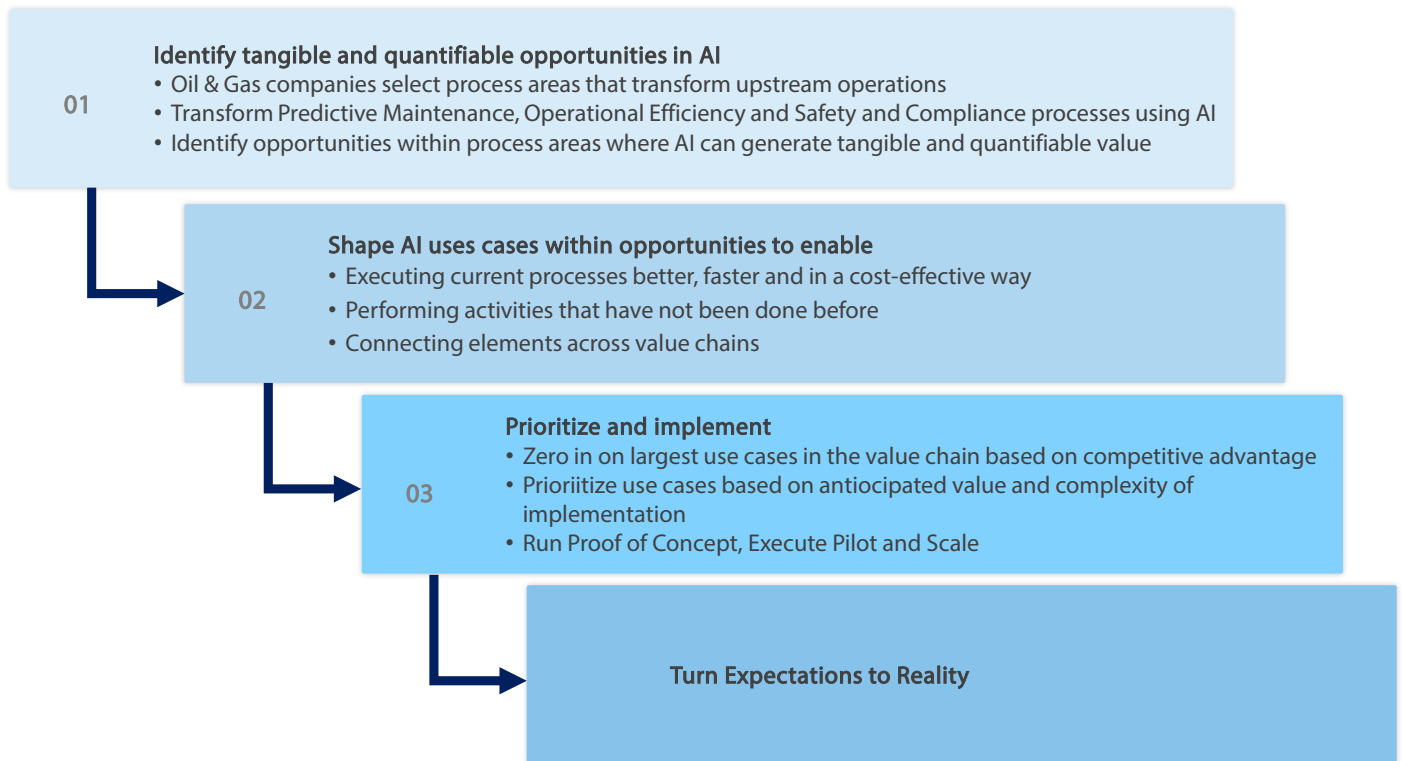 01
Identify tangible and quantifiable opportunities in AI
• Oil & Gas companies select process areas that transform upstream operations
• Transform Predictive Maintenance, Operational Efficiency and Safety and Compliance processes using AI
• Identify opportunities within process areas where AI can generate tangible and quantifiable value
02
Shape AI uses cases within opportunities to enable
• Executing current processes better, faster and in a cost-effective way
• Performing activities that have not been done before
• Connecting elements across value chains
03
Prioritize and implement
• Zero in on largest use cases in the value chain based on competitive advantage
• Prioriitize use cases based on antiocipated value and complexity of
implementation
• Run Proof of Concept, Execute Pilot and Scale
Turn Expectations to Reality